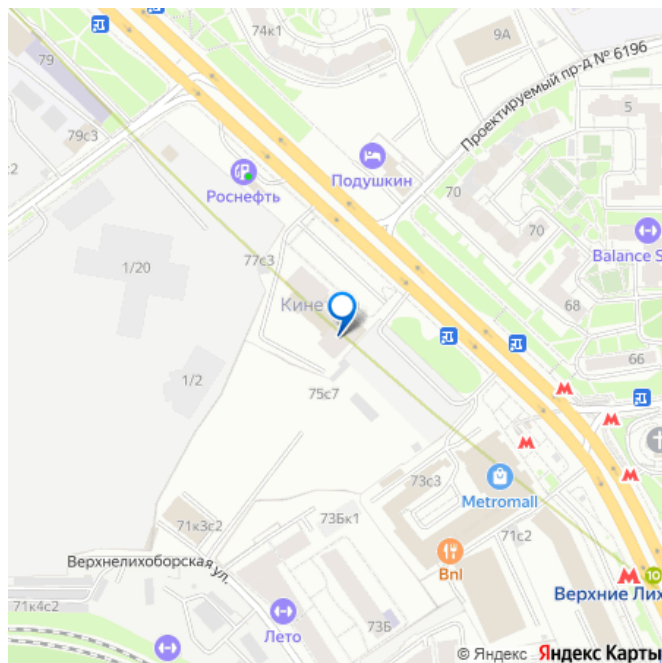 74к1
9А
79
Проектируемый пр-д № 6196
5
79с3
с2
Подушкин
Роснефть
70
70
Balance S
77с3
1/20
Кине
68
66
1/2
75с7
73с3
Metromall
73Бк1
71к3с2
71с2
Верхнелихоборская ул.
Bnl
10
Верхние Лих
71к4с2
Лето
73Б
© Яндекс Яндекс Карты